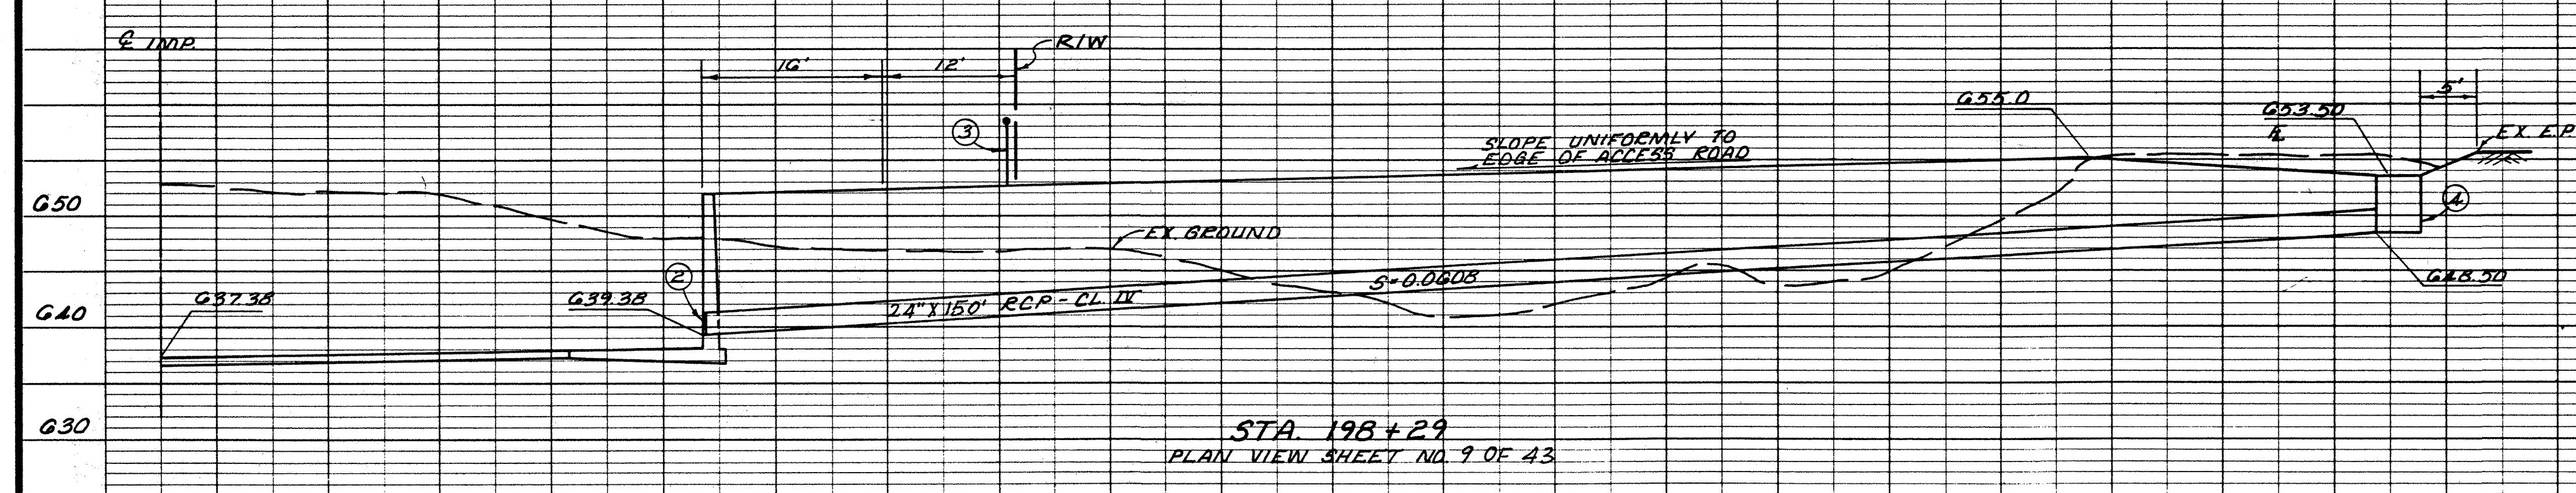 ℄ IMP.
16'
12'
R/W
3
655.0
653.50
℄
5'
EX E.P.
SLOPE UNIFORMLY TO
EDGE OF ACCESS ROAD
650
EX. GROUND
4
2
637.38
639.38
S=0.0608
648.50
640
24" X 150' RCP - CL IV
630
STA. 198+29
PLAN VIEW SHEET NO. 9 OF 43